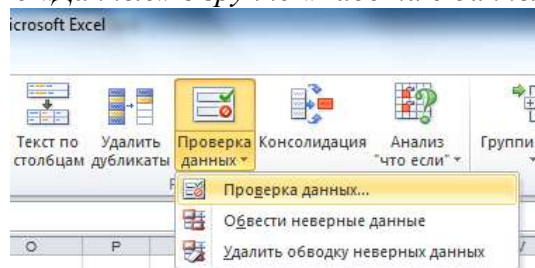 icrosoft Excel
Текст по столбцам
Удалить дубликаты
Проверка данных
Консолидация
Анализ "что если"
Проверка данных...
Обвести неверные данные
Удалить обводку неверных данных
O P